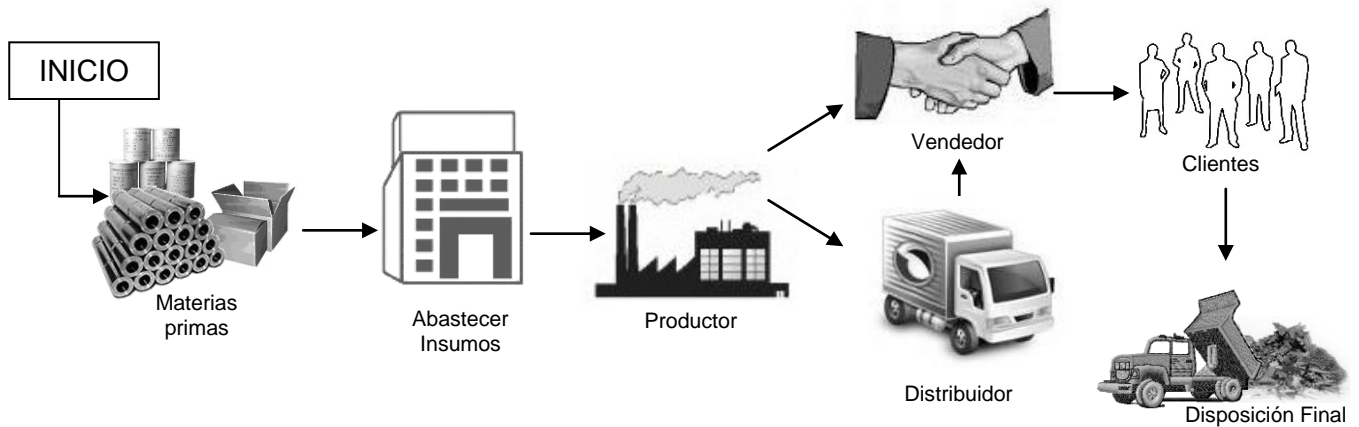 INICIO
Materias
primas
Abastecer
Insumos
Productor
Vendedor
Distribuidor
Clientes
Disposición Final